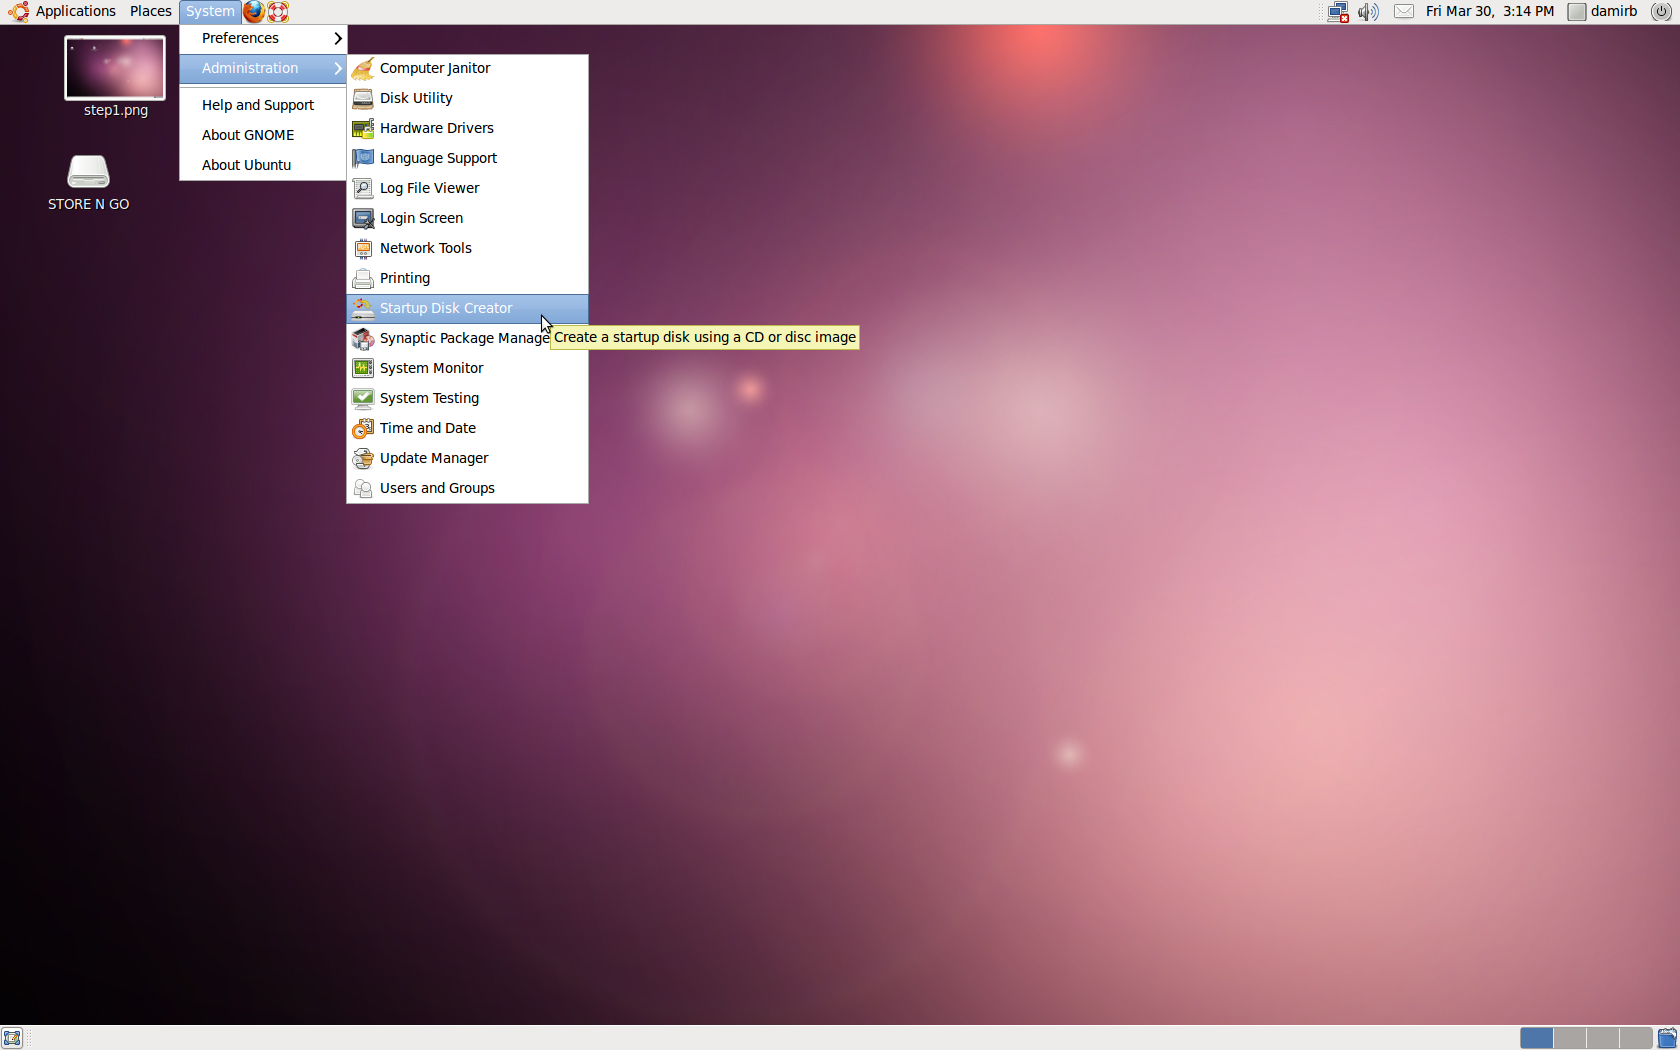 Applications Places System
Fri Mar 30, 3:14 PM damirb
step1.png
STORE N GO
Preferences
Administration
Help and Support
About GNOME
About Ubuntu
Computer Janitor
Disk Utility
Hardware Drivers
Language Support
Log File Viewer
Login Screen
Network Tools
Printing
Startup Disk Creator
Synaptic Package Manage
Create a startup disk using a CD or disc image
System Monitor
System Testing
Time and Date
Update Manager
Users and Groups